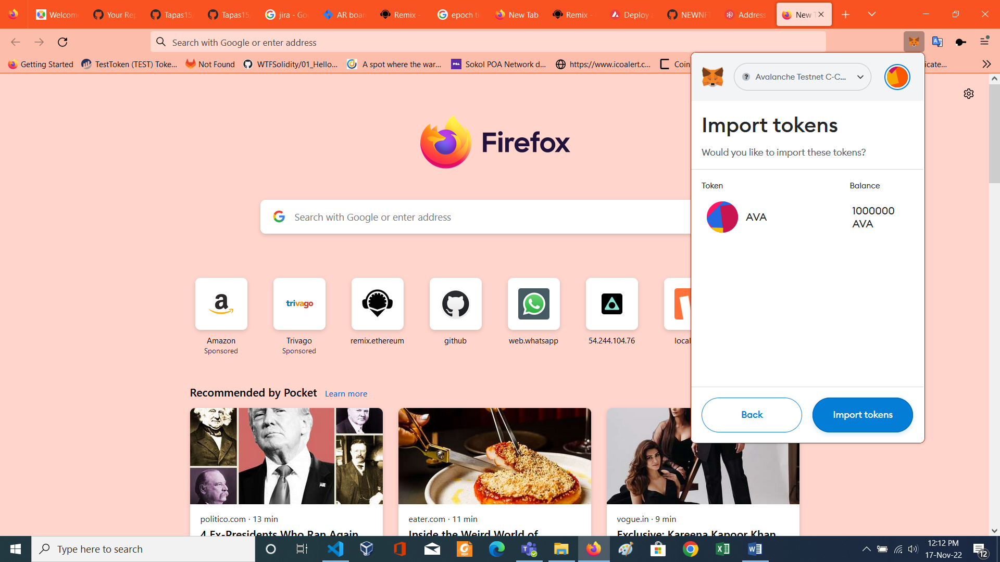 Welcome
Your Rep
Tapas15/
Tapas15/
jira - Goo
AR board
Remix -
epoch ti
New Tab
Remix -
Deploy a
NEWNFT
Address
New T
Search with Google or enter address
Getting Started
TestToken (TEST) Toke...
Not Found
WTFSolidity/01_Hello...
A spot where the war...
Sokol POA Network d...
https://www.icoalert.c...
Coin
icate...
? Avalanche Testnet C-C...
Import tokens
Would you like to import these tokens?
Token
Balance
AVA
1000000
AVA
Back
Import tokens
Firefox
Search with Google or enter address
trivago
Amazon
Sponsored
Trivago
Sponsored
remix.ethereum
github
web.whatsapp
54.244.104.76
local
Recommended by Pocket
Learn more
politico.com · 13 min
4 Ex-Presidents Who Ran Again
eater.com · 11 min
Inside the Weird World of
vogue.in · 9 min
Exclusive: Kareena Kapoor Khan
Type here to search
12:12 PM
17-Nov-22
12